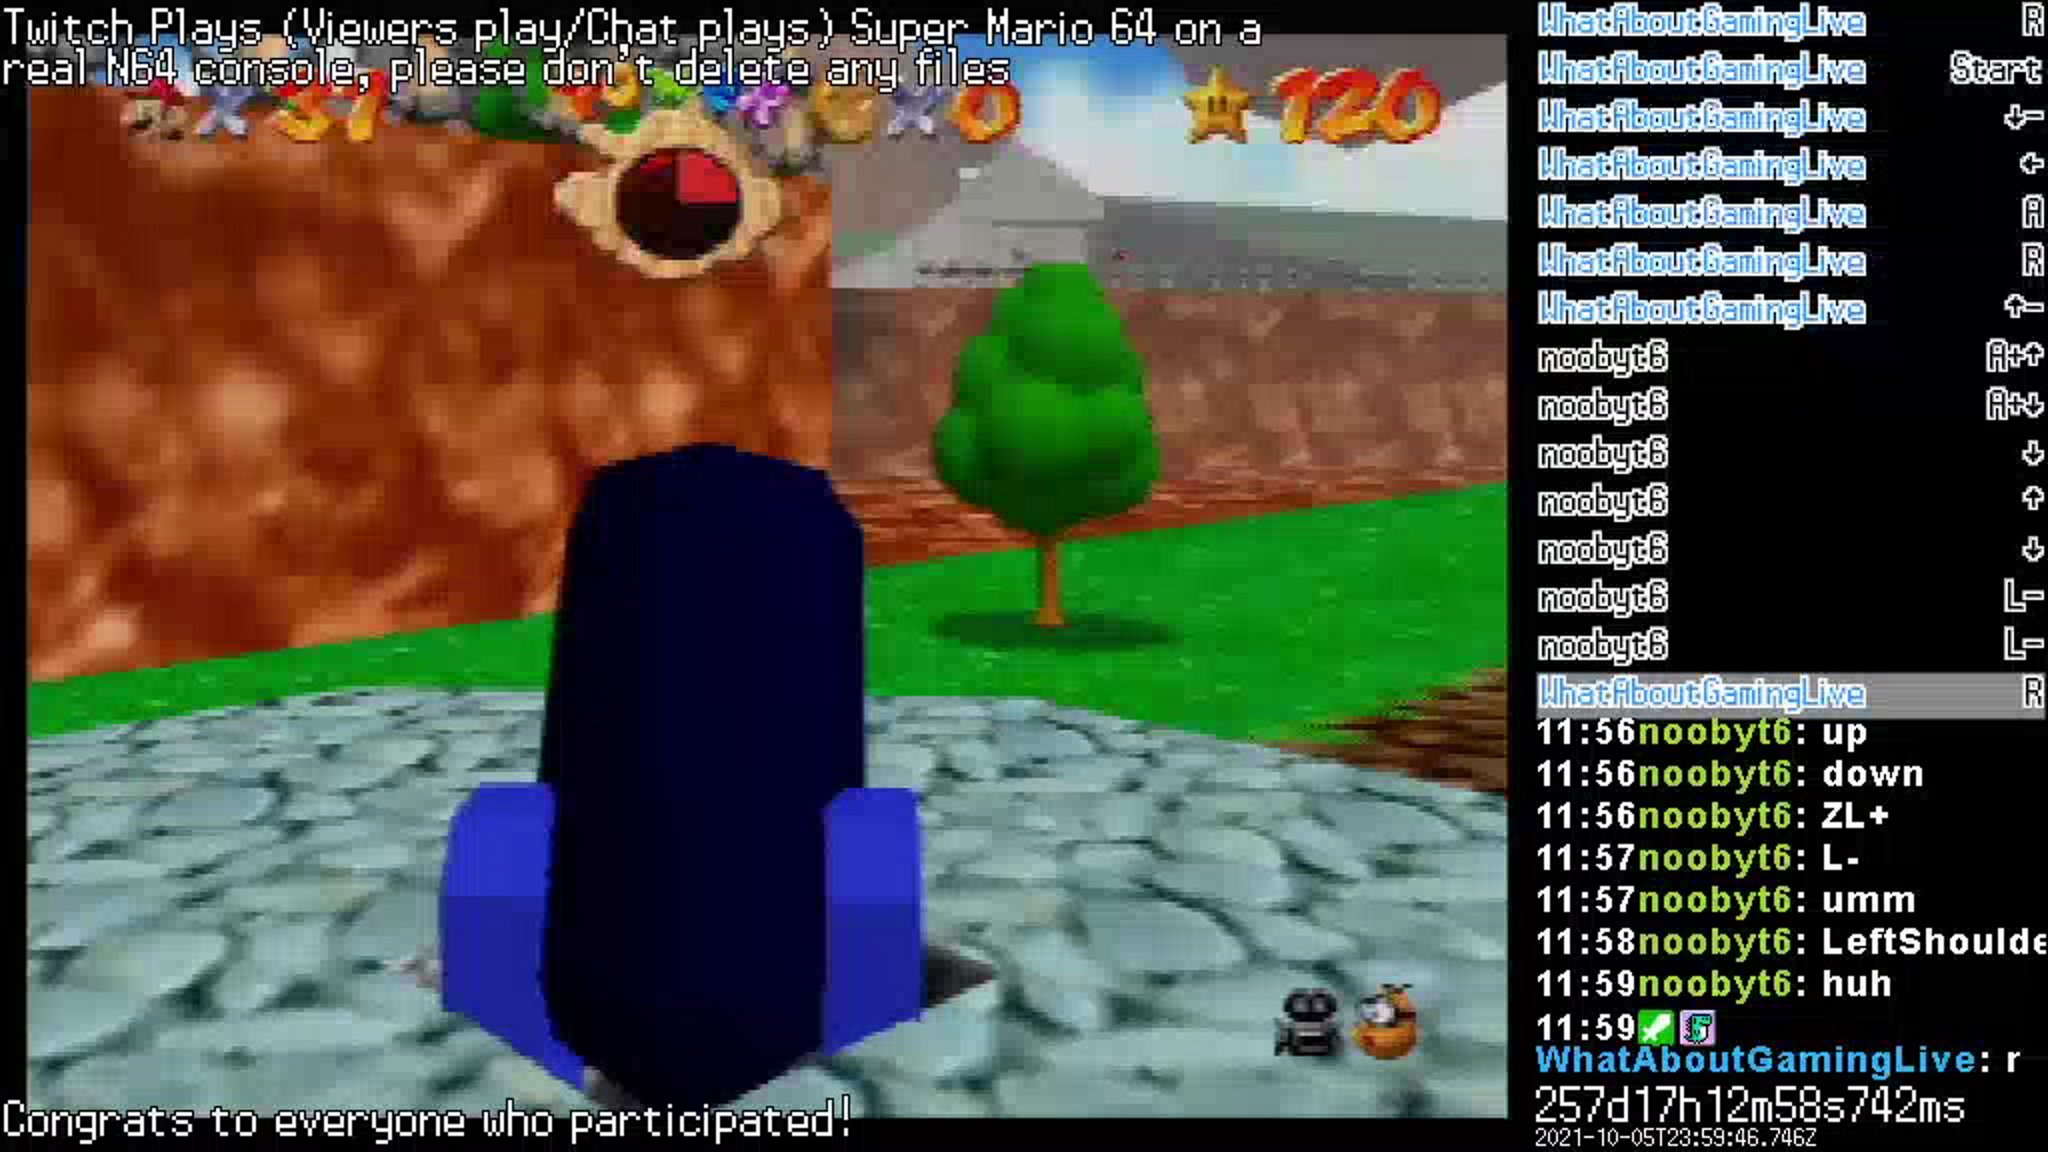 Twitch Plays (Viewers play/Chat plays) Super Mario 64 on a
real N64 console, please don't delete any files
0
120
Congrats to everyone who participated!
WhatAboutGamingLive R
WhatAboutGamingLive Start
WhatAboutGamingLive ↓-
WhatAboutGamingLive ←
WhatAboutGamingLive A
WhatAboutGamingLive R
WhatAboutGamingLive ↑-
noobyt6 A+↑
noobyt6 A+↓
noobyt6 ↓
noobyt6 ↑
noobyt6 ↓
noobyt6 L-
noobyt6 L-
WhatAboutGamingLive R
11:56noobyt6: up
11:56noobyt6: down
11:56noobyt6: ZL+
11:57noobyt6: L-
11:57noobyt6: umm
11:58noobyt6: LeftShoulde
11:59noobyt6: huh
11:59
WhatAboutGamingLive: r
257d17h12m58s742ms
2021-10-05T23:59:46.746Z